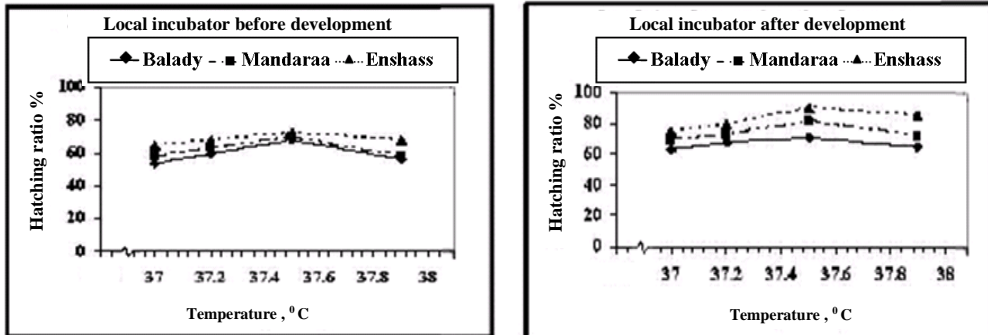 Local incubator before development
Balady Mandaraa Enshass
Hatching ratio %
100
80
60
40
20
0
37 37.2 37.4 37.6 37.8 38
Temperature , ⁰ C
Local incubator after development
Balady Mandaraa Enshass
Hatching ratio %
100
80
60
40
20
0
37 37.2 37.4 37.6 37.8 38
Temperature , ⁰ C